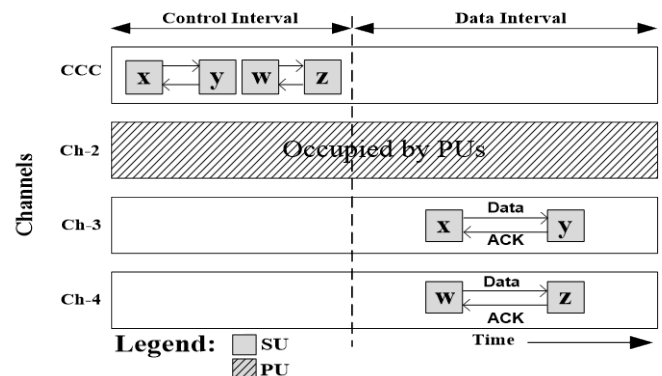 Control Interval Data Interval
CCC x y w z
Channels
Ch-2 Occupied by PUs
Ch-3 x Data y
ACK
Ch-4 w Data z
ACK
Legend: SU Time
PU